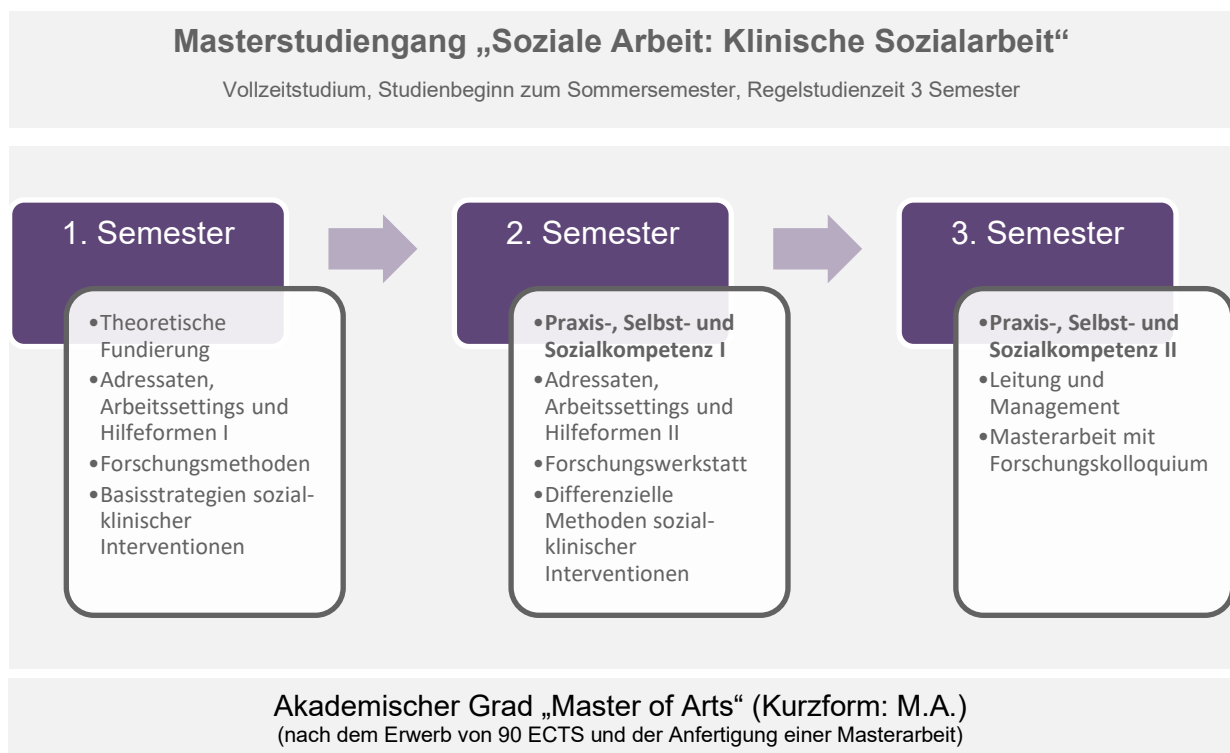 Masterstudiengang „Soziale Arbeit: Klinische Sozialarbeit“
Vollzeitstudium, Studienbeginn zum Sommersemester, Regelstudienzeit 3 Semester
1. Semester
•Theoretische
Fundierung
•Adressaten,
Arbeitssettings und
Hilfeformen I
•Forschungsmethoden
•Basisstrategien sozial-
klinischer
Interventionen
2. Semester
•Praxis-, Selbst- und
Sozialkompetenz I
•Adressaten,
Arbeitssettings und
Hilfeformen II
•Forschungswerkstatt
•Differenzielle
Methoden sozial-
klinischer
Interventionen
3. Semester
•Praxis-, Selbst- und
Sozialkompetenz II
•Leitung und
Management
•Masterarbeit mit
Forschungskolloquium
Akademischer Grad „Master of Arts“ (Kurzform: M.A.)
(nach dem Erwerb von 90 ECTS und der Anfertigung einer Masterarbeit)